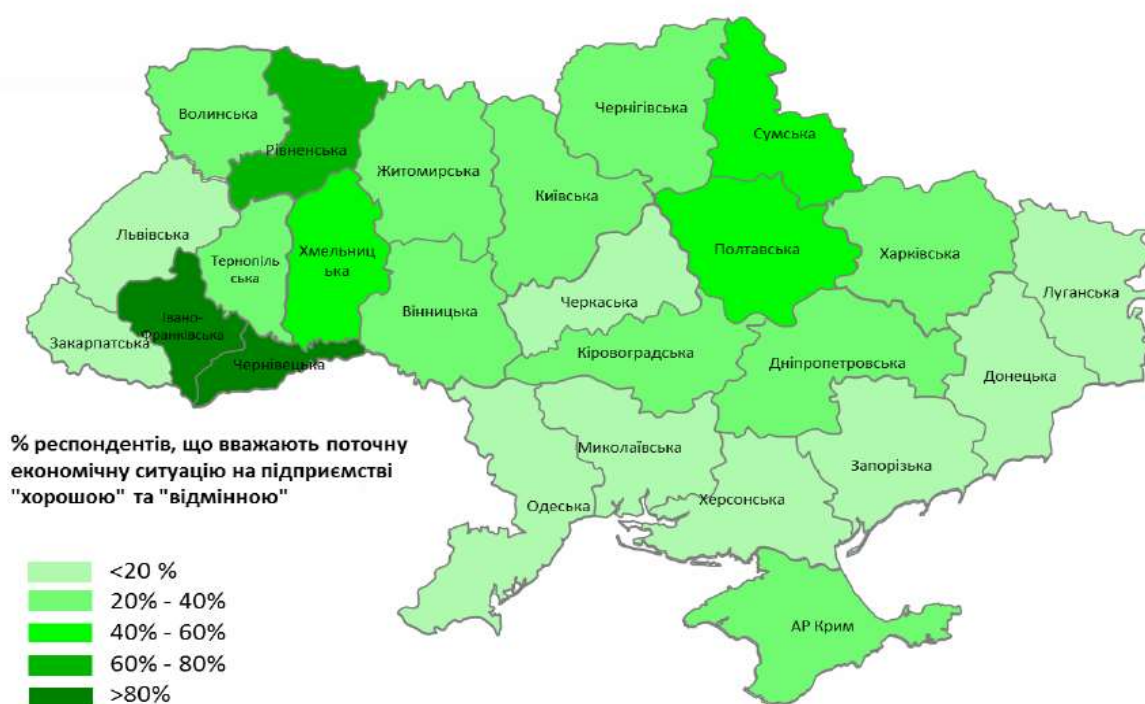 Чернігівська
Волинська
Сумська
Рівненська
Житомирська
Київська
Львівська
Тернопіль
ська
Хмельниц
ька
Полтавська
Харківська
Луганська
Черкаська
Вінницька
Івано-
Франківська
Закарпатська
Чернівецька
Кіровоградська
Дніпропетровська
Донецька
Миколаївська
Запорізька
Херсонська
Одеська
АР Крим
% респондентів, що вважають поточну
економічну ситуацію на підприємстві
"хорошою" та "відмінною"
<20 %
20% - 40%
40% - 60%
60% - 80%
>80%